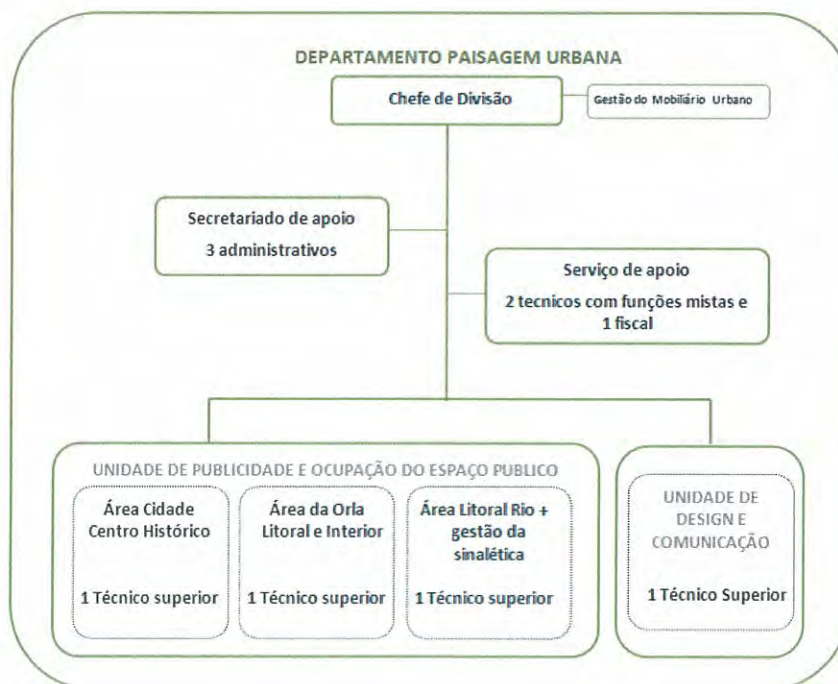 DEPARTAMENTO PAISAGEM URBANA
Chefe de Divisão
Gestão do Mobiliário Urbano
Secretariado de apoio
3 administrativos
Serviço de apoio
2 tecnicos com funções mistas e
1 fiscal
UNIDADE DE PUBLICIDADE E OCUPAÇÃO DO ESPAÇO PUBLICO
Área Cidade
Centro Histórico
1 Técnico superior
Área da Orla
Litoral e Interior
1 Técnico superior
Área Litoral Rio +
gestão da
sinalética
1 Técnico superior
UNIDADE DE
DESIGN E
COMUNICAÇÃO
1 Técnico Superior